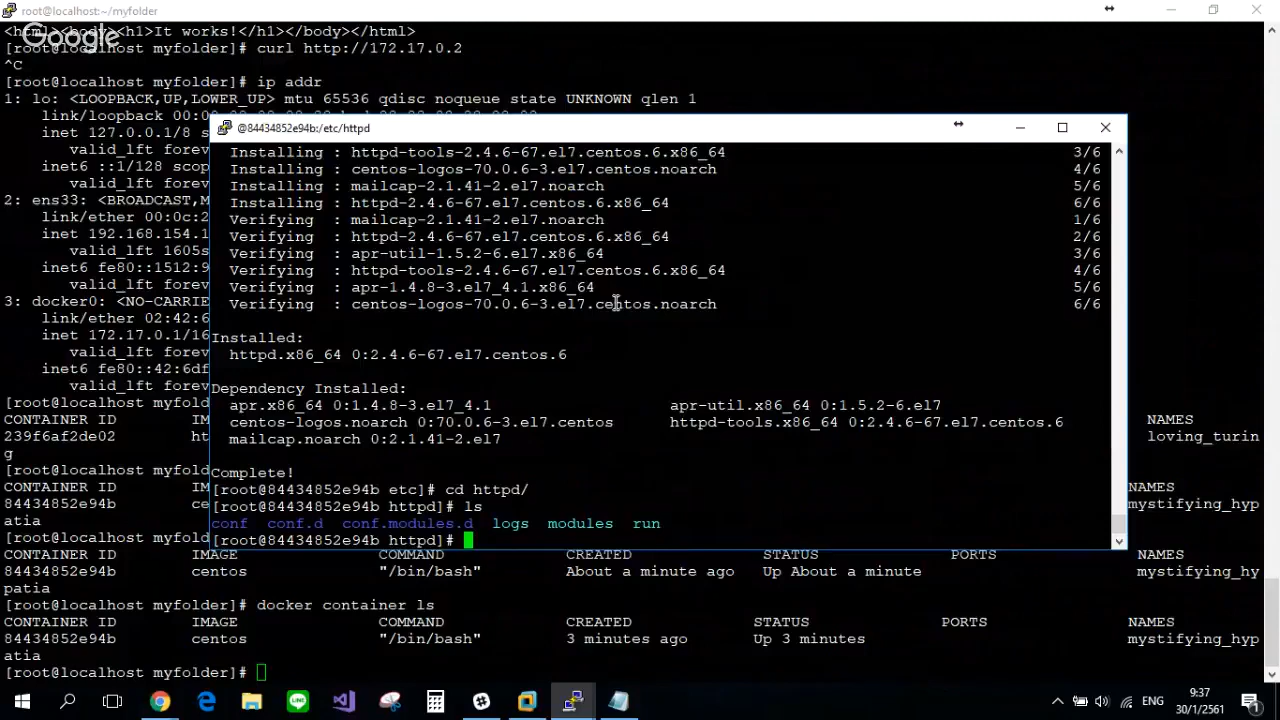 root@localhost:~/myfolder
<html><body><h1>It works!</h1></body></html>
Google
[root@localhost myfolder]# curl http://172.17.0.2
^C
[root@localhost myfolder]# ip addr
1: lo: <LOOPBACK,UP,LOWER_UP> mtu 65536 qdisc noqueue state UNKNOWN qlen 1
link/loopback 00:
inet 127.0.0.1/8 s
valid_lft forev
inet6 ::1/128 scop
valid_lft forev
2: ens33: <BROADCAST,M
link/ether 00:0c:2
inet 192.168.154.1
valid_lft 1605s
inet6 fe80::1512:9
valid_lft forev
3: docker0: <NO-CARRIE
link/ether 02:42:6
inet 172.17.0.1/16
valid_lft forev
inet6 fe80::42:6df
valid_lft forev
[root@localhost myfold
CONTAINER ID IM NAMES
239f6af2de02 ht loving_turin
g
[root@localhost myfold
CONTAINER ID IM NAMES
84434852e94b ce mystifying_hyp
atia
[root@localhost myfold
CONTAINER ID IMAGE COMMAND CREATED STATUS PORTS NAMES
84434852e94b centos "/bin/bash" About a minute ago Up About a minute mystifying_hy
patia
[root@localhost myfolder]# docker container ls
CONTAINER ID IMAGE COMMAND CREATED STATUS PORTS NAMES
84434852e94b centos "/bin/bash" 3 minutes ago Up 3 minutes mystifying_hyp
atia
[root@localhost myfolder]#
@84434852e94b:/etc/httpd
Installing : httpd-tools-2.4.6-67.el7.centos.6.x86_64 3/6
Installing : centos-logos-70.0.6-3.el7.centos.noarch 4/6
Installing : mailcap-2.1.41-2.el7.noarch 5/6
Installing : httpd-2.4.6-67.el7.centos.6.x86_64 6/6
Verifying : mailcap-2.1.41-2.el7.noarch 1/6
Verifying : httpd-2.4.6-67.el7.centos.6.x86_64 2/6
Verifying : apr-util-1.5.2-6.el7.x86_64 3/6
Verifying : httpd-tools-2.4.6-67.el7.centos.6.x86_64 4/6
Verifying : apr-1.4.8-3.el7_4.1.x86_64 5/6
Verifying : centos-logos-70.0.6-3.el7.centos.noarch 6/6
Installed:
httpd.x86_64 0:2.4.6-67.el7.centos.6
Dependency Installed:
apr.x86_64 0:1.4.8-3.el7_4.1 apr-util.x86_64 0:1.5.2-6.el7
centos-logos.noarch 0:70.0.6-3.el7.centos httpd-tools.x86_64 0:2.4.6-67.el7.centos.6
mailcap.noarch 0:2.1.41-2.el7
Complete!
[root@84434852e94b etc]# cd httpd/
[root@84434852e94b httpd]# ls
conf conf.d conf.modules.d logs modules run
[root@84434852e94b httpd]#
ENG
9:37
30/1/2561